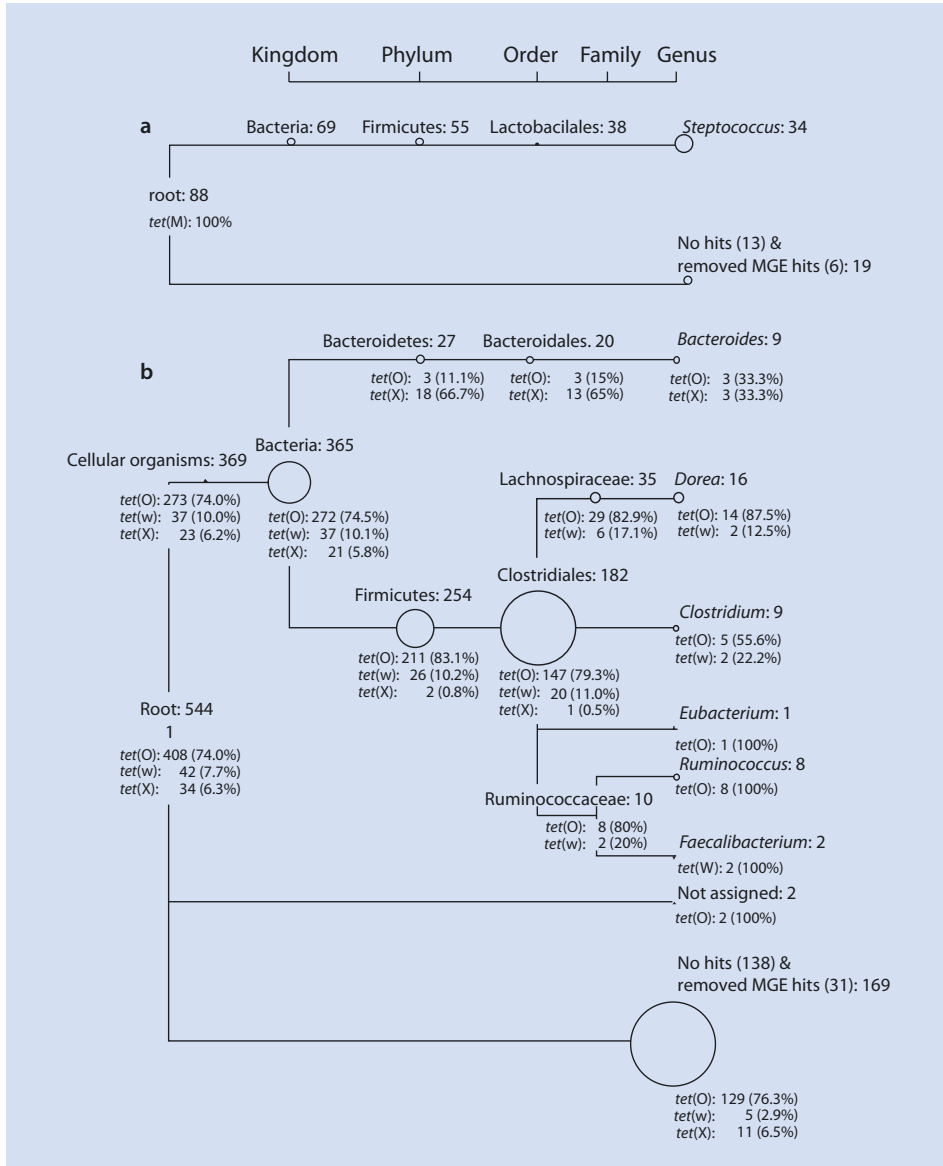 Kingdom Phylum Order Family Genus
a
Bacteria: 69 Firmicutes: 55 Lactobacilales: 38 Steptococcus: 34
root: 88
tet(M): 100%
No hits (13) &
removed MGE hits (6): 19
b
Bacteroidetes: 27 Bacteroidales. 20 Bacteroides: 9
tet(O): 3 (11.1%) tet(O): 3 (15%) tet(O): 3 (33.3%)
tet(X): 18 (66.7%) tet(X): 13 (65%) tet(X): 3 (33.3%)
Bacteria: 365
Cellular organisms: 369
tet(O): 273 (74.0%)
tet(w): 37 (10.0%)
tet(X): 23 (6.2%)
tet(O): 272 (74.5%)
tet(w): 37 (10.1%)
tet(X): 21 (5.8%)
Lachnospiraceae: 35 Dorea: 16
tet(O): 29 (82.9%) tet(O): 14 (87.5%)
tet(w): 6 (17.1%) tet(w): 2 (12.5%)
Firmicutes: 254
tet(O): 211 (83.1%)
tet(w): 26 (10.2%)
tet(X): 2 (0.8%)
Clostridiales: 182
tet(O): 147 (79.3%)
tet(w): 20 (11.0%)
tet(X): 1 (0.5%)
Clostridium: 9
tet(O): 5 (55.6%)
tet(w): 2 (22.2%)
Root: 544
1
tet(O): 408 (74.0%)
tet(w): 42 (7.7%)
tet(X): 34 (6.3%)
Eubacterium: 1
tet(O): 1 (100%)
Ruminococcus: 8
tet(O): 8 (100%)
Ruminococcaceae: 10
tet(O): 8 (80%)
tet(w): 2 (20%)
Faecalibacterium: 2
tet(W): 2 (100%)
Not assigned: 2
tet(O): 2 (100%)
No hits (138) &
removed MGE hits (31): 169
tet(O): 129 (76.3%)
tet(w): 5 (2.9%)
tet(X): 11 (6.5%)